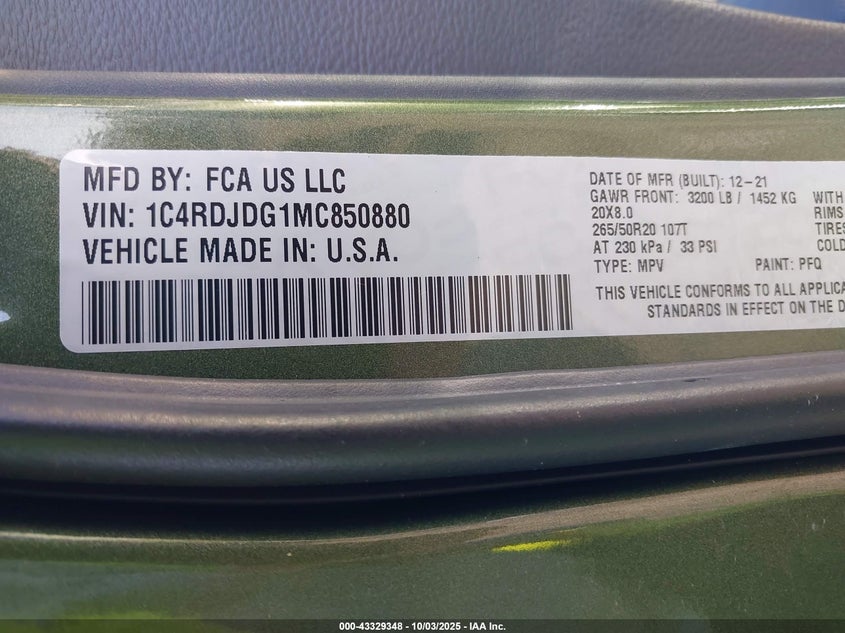 MFD BY: FCA US LLC
VIN: 1C4RDJDG1MC850880
VEHICLE MADE IN: U.S.A.
DATE OF MFR (BUILT): 12-21
GAWR FRONT: 3200 LB / 1452 KG WITH
20X8.0 RIMS
265/50R20 107T TIRES
AT 230 kPa / 33 PSI COLD
TYPE: MPV PAINT: PFQ
THIS VEHICLE CONFORMS TO ALL APPLICA
STANDARDS IN EFFECT ON THE D
000-43329348 | 10/03/2025 - IAA Inc.